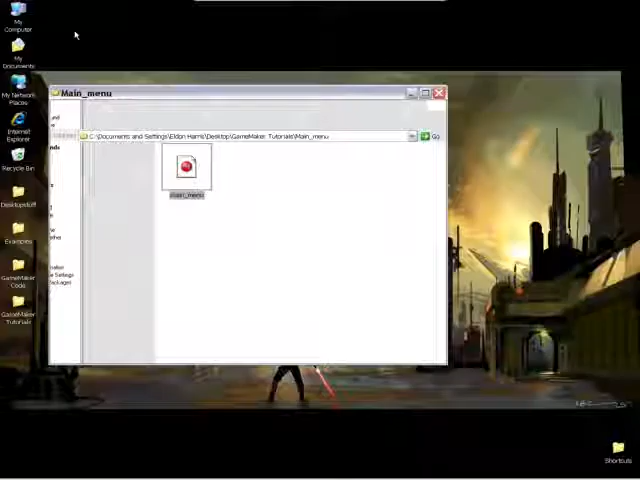 My
Computer
My
Documents
My Network
Places
Internet
Explorer
Recycle Bin
Desktopstuff
Examples
GameMaker
Code
GameMaker
Tutorials
Main_menu
C:\Documents and Settings\Eldon Harris\Desktop\GameMaker Tutorials\Main_menu
Go
main_menu
Settings
Shortcuts